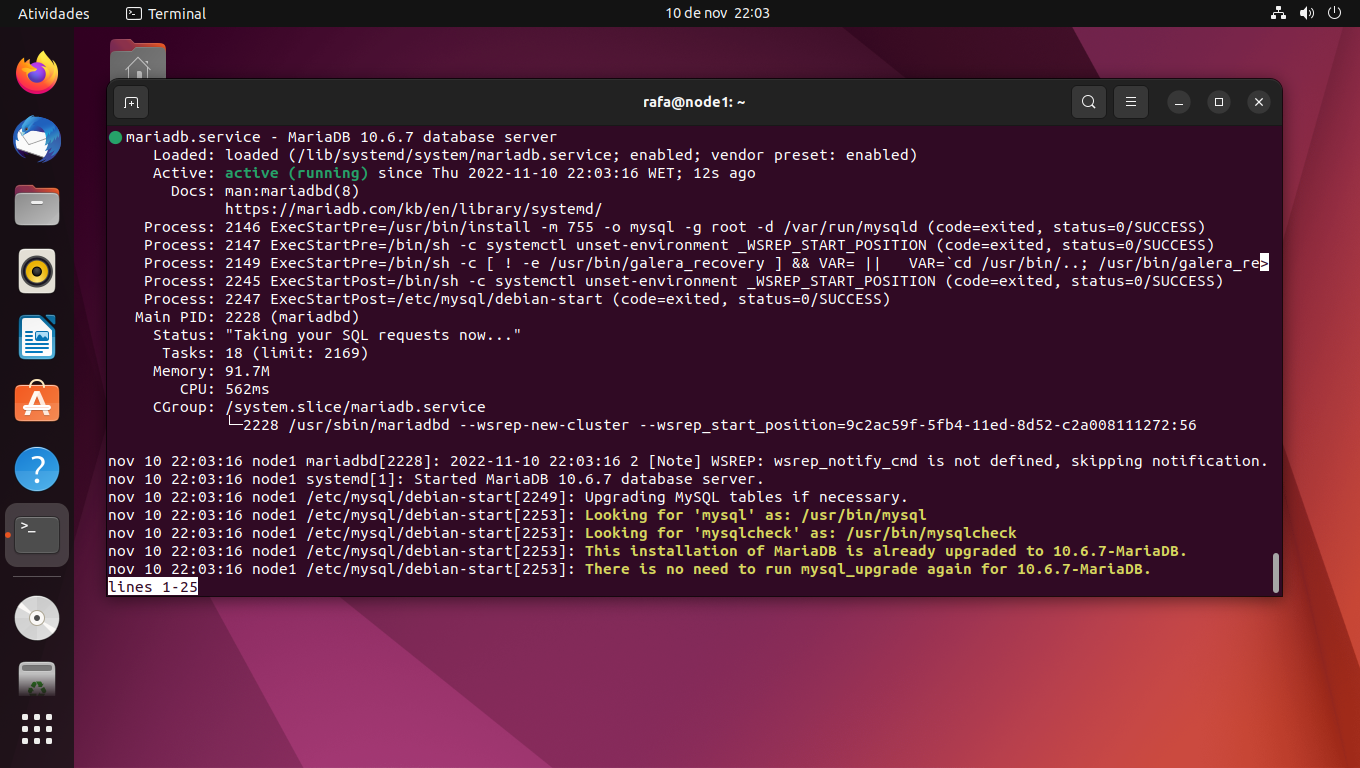 Atividades Terminal 10 de nov 22:03
rafa@node1: ~
mariadb.service - MariaDB 10.6.7 database server
Loaded: loaded (/lib/systemd/system/mariadb.service; enabled; vendor preset: enabled)
Active: active (running) since Thu 2022-11-10 22:03:16 WET; 12s ago
Docs: man:mariadbd(8)
https://mariadb.com/kb/en/library/systemd/
Process: 2146 ExecStartPre=/usr/bin/install -m 755 -o mysql -g root -d /var/run/mysqld (code=exited, status=0/SUCCESS)
Process: 2147 ExecStartPre=/bin/sh -c systemctl unset-environment _WSREP_START_POSITION (code=exited, status=0/SUCCESS)
Process: 2149 ExecStartPre=/bin/sh -c [ ! -e /usr/bin/galera_recovery ] && VAR= ||   VAR=`cd /usr/bin/..; /usr/bin/galera_re>
Process: 2245 ExecStartPost=/bin/sh -c systemctl unset-environment _WSREP_START_POSITION (code=exited, status=0/SUCCESS)
Process: 2247 ExecStartPost=/etc/mysql/debian-start (code=exited, status=0/SUCCESS)
Main PID: 2228 (mariadbd)
Status: "Taking your SQL requests now..."
Tasks: 18 (limit: 2169)
Memory: 91.7M
CPU: 562ms
CGroup: /system.slice/mariadb.service
└─2228 /usr/sbin/mariadbd --wsrep-new-cluster --wsrep_start_position=9c2ac59f-5fb4-11ed-8d52-c2a008111272:56
nov 10 22:03:16 node1 mariadbd[2228]: 2022-11-10 22:03:16 2 [Note] WSREP: wsrep_notify_cmd is not defined, skipping notification.
nov 10 22:03:16 node1 systemd[1]: Started MariaDB 10.6.7 database server.
nov 10 22:03:16 node1 /etc/mysql/debian-start[2249]: Upgrading MySQL tables if necessary.
nov 10 22:03:16 node1 /etc/mysql/debian-start[2253]: Looking for 'mysql' as: /usr/bin/mysql
nov 10 22:03:16 node1 /etc/mysql/debian-start[2253]: Looking for 'mysqlcheck' as: /usr/bin/mysqlcheck
nov 10 22:03:16 node1 /etc/mysql/debian-start[2253]: This installation of MariaDB is already upgraded to 10.6.7-MariaDB.
nov 10 22:03:16 node1 /etc/mysql/debian-start[2253]: There is no need to run mysql_upgrade again for 10.6.7-MariaDB.
lines 1-25